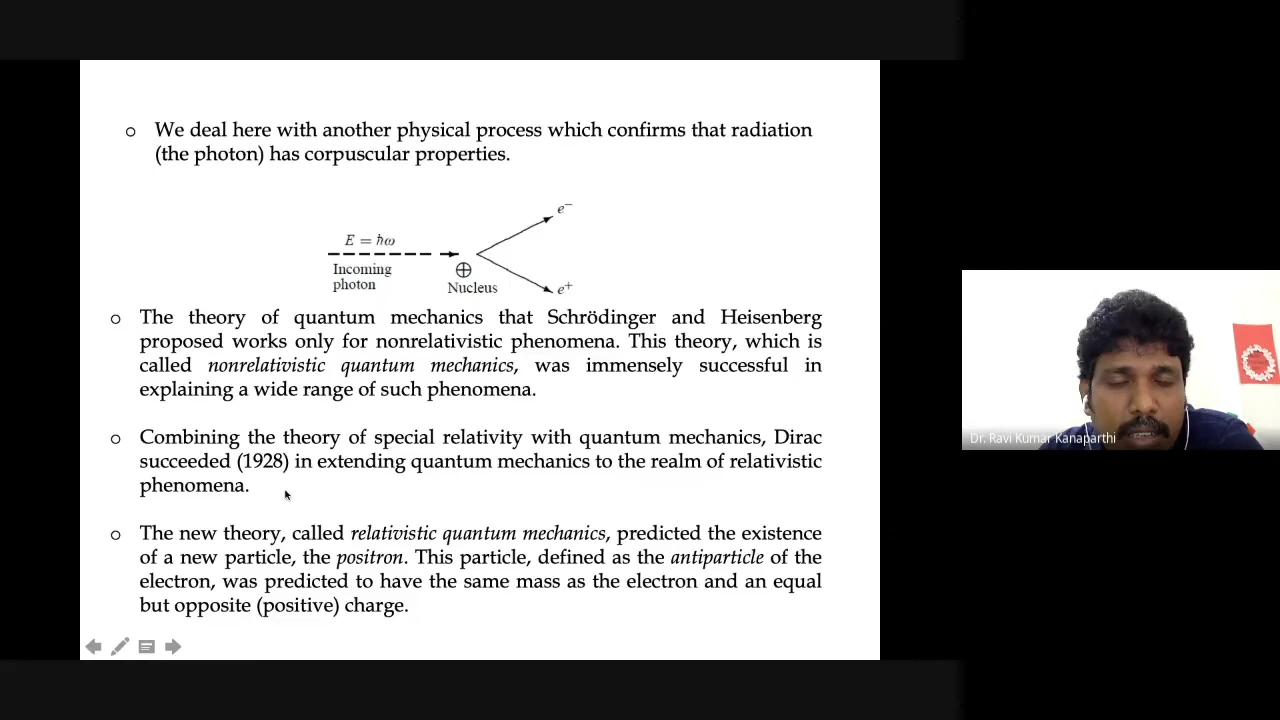 ○ We deal here with another physical process which confirms that radiation
(the photon) has corpuscular properties.
e⁻
E = ħω
Incoming
photon
⊕
Nucleus
e⁺
○ The theory of quantum mechanics that Schrödinger and Heisenberg
proposed works only for nonrelativistic phenomena. This theory, which is
called nonrelativistic quantum mechanics, was immensely successful in
explaining a wide range of such phenomena.
○ Combining the theory of special relativity with quantum mechanics, Dirac
succeeded (1928) in extending quantum mechanics to the realm of relativistic
phenomena.
○ The new theory, called relativistic quantum mechanics, predicted the existence
of a new particle, the positron. This particle, defined as the antiparticle of the
electron, was predicted to have the same mass as the electron and an equal
but opposite (positive) charge.
Dr. Ravi Kumar Kanaparthi